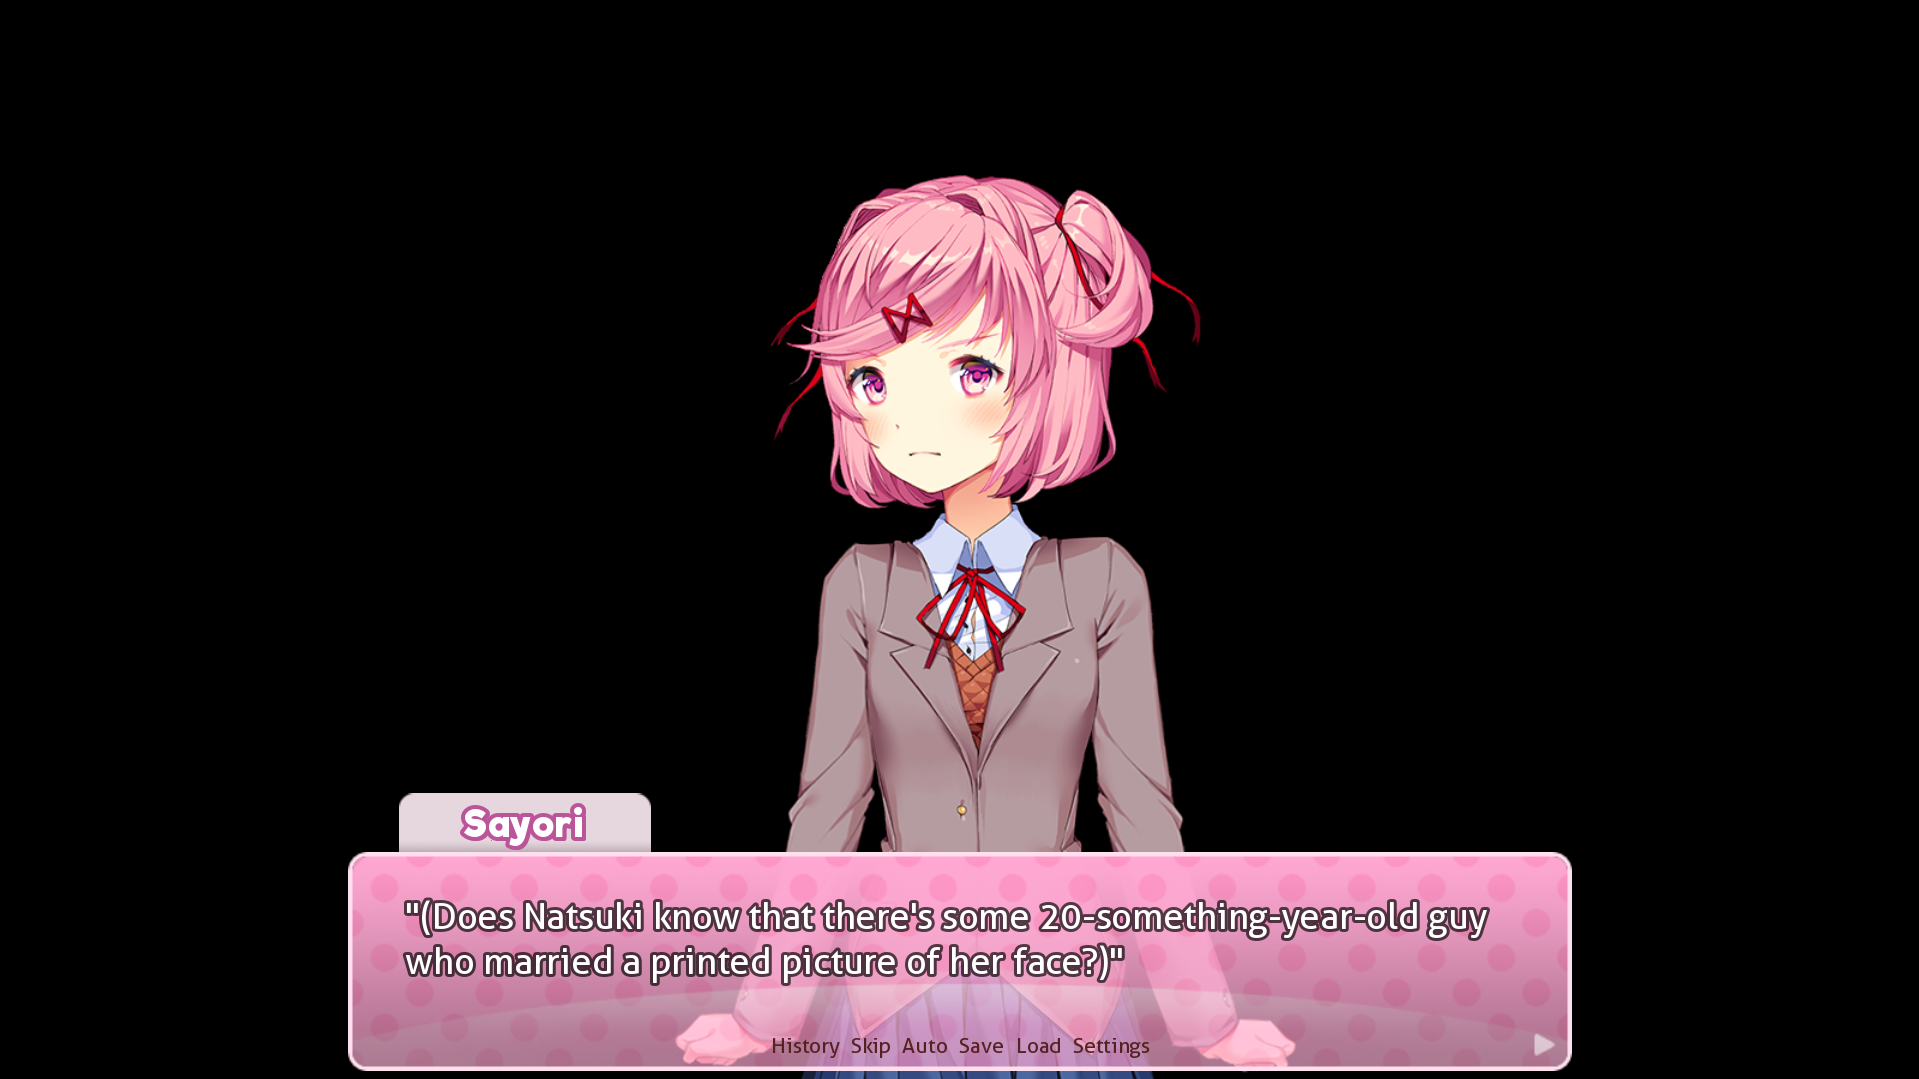 Sayori
"(Does Natsuki know that there's some 20-something-year-old guy
who married a printed picture of her face?)"
History Skip Auto Save Load Settings